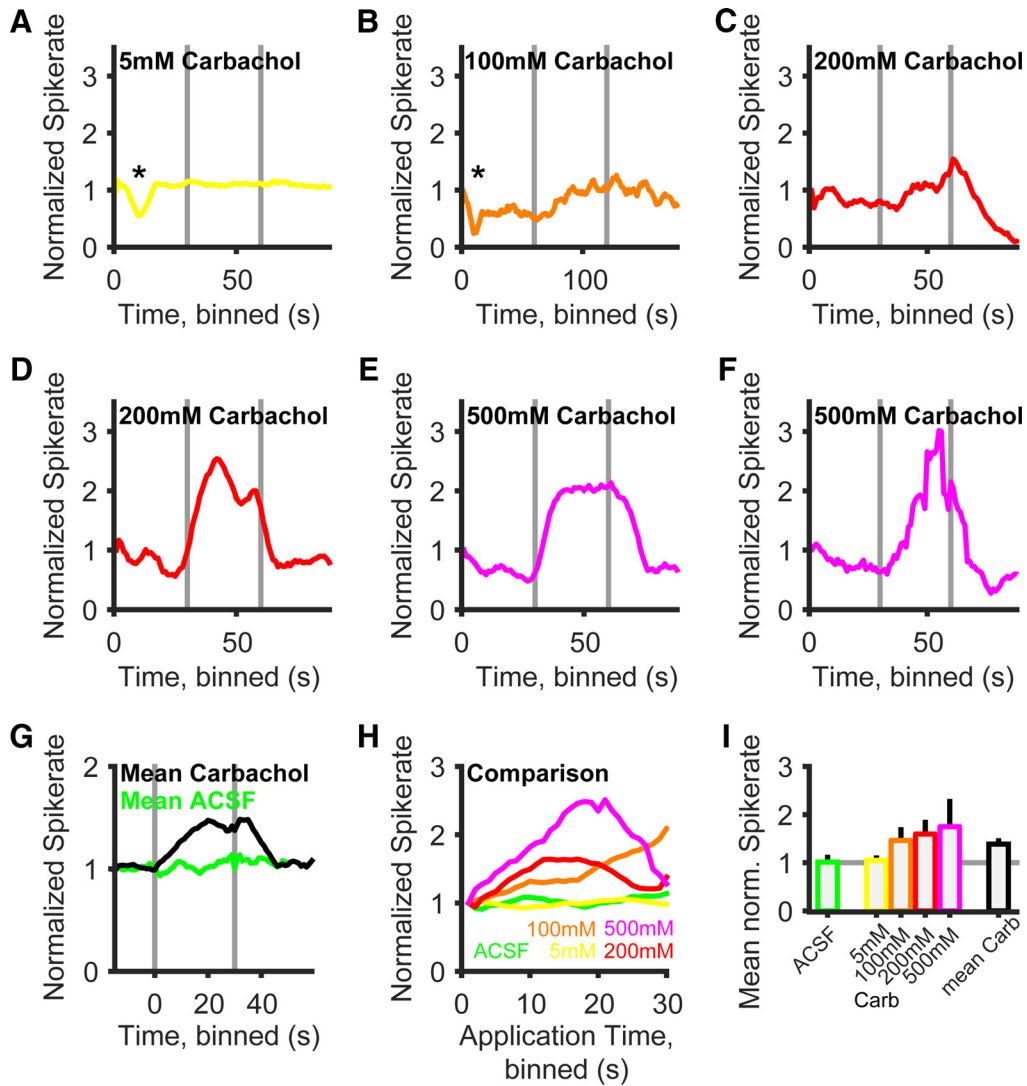 A
Normalized Spikerate
5mM Carbachol
*
3
2
1
0
0
50
Time, binned (s)
B
Normalized Spikerate
100mM Carbachol
*
3
2
1
0
0
100
Time, binned (s)
C
Normalized Spikerate
200mM Carbachol
3
2
1
0
0
50
Time, binned (s)
D
Normalized Spikerate
200mM Carbachol
3
2
1
0
0
50
Time, binned (s)
E
Normalized Spikerate
500mM Carbachol
3
2
1
0
0
50
Time, binned (s)
F
Normalized Spikerate
500mM Carbachol
3
2
1
0
0
50
Time, binned (s)
G
Normalized Spikerate
Mean Carbachol
Mean ACSF
2
1
0
0
20
40
Time, binned (s)
H
Normalized Spikerate
Comparison
3
2
1
0
100mM 500mM
ACSF 5mM 200mM
0
10
20
30
Application Time,
binned (s)
I
Mean norm. Spikerate
3
2
1
0
ACSF
5mM
100mM
200mM
500mM
Carb
mean Carb